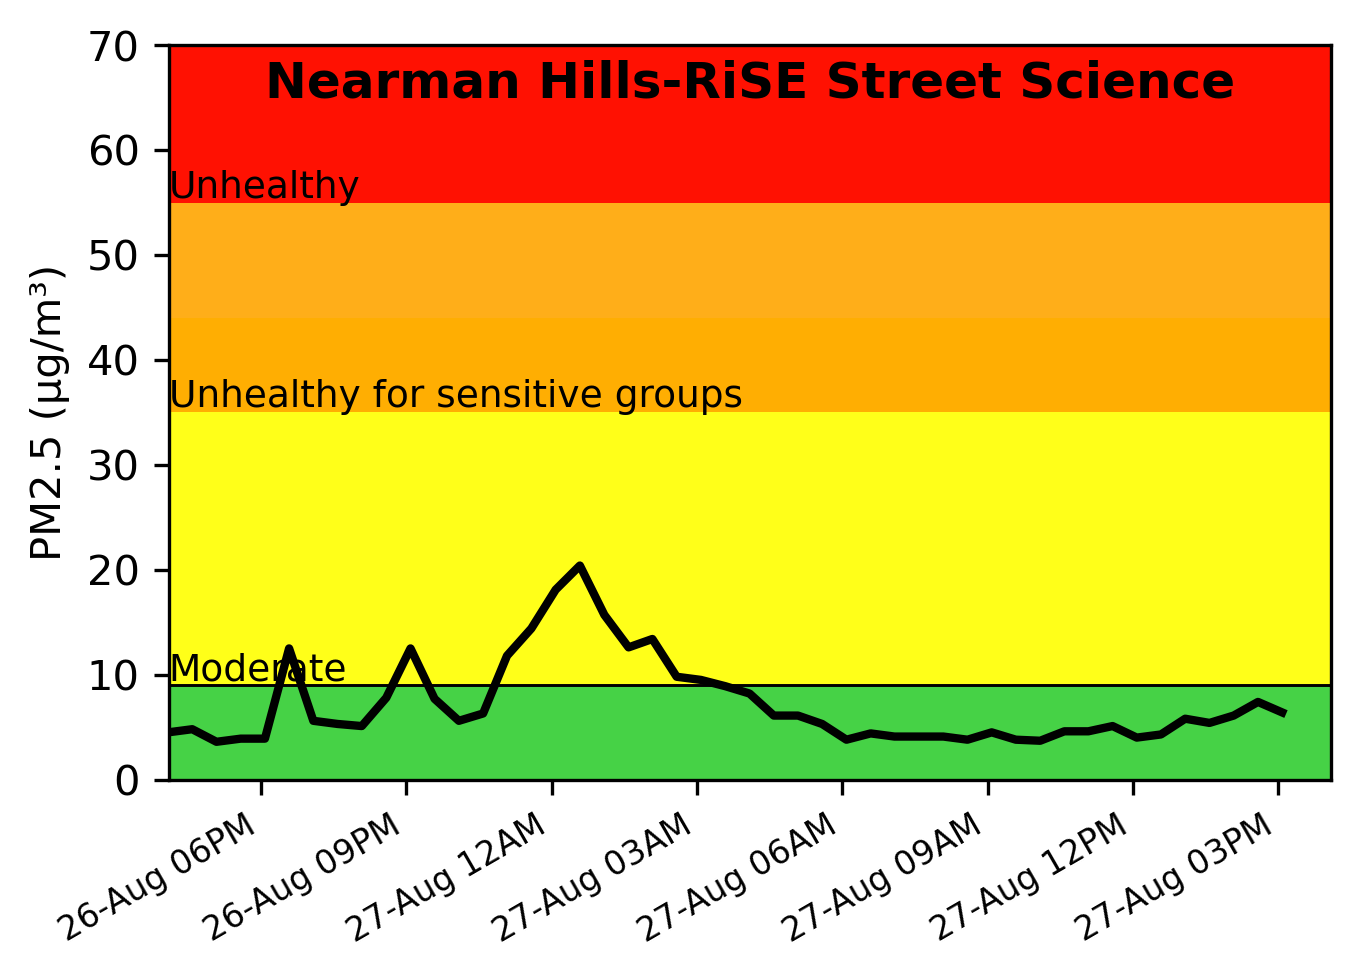 Nearman Hills-RiSE Street Science
70
60
Unhealthy
50
40
Unhealthy for sensitive groups
30
20
Moderate
10
0
PM2.5 (µg/m³)
26-Aug 06PM
26-Aug 09PM
27-Aug 12AM
27-Aug 03AM
27-Aug 06AM
27-Aug 09AM
27-Aug 12PM
27-Aug 03PM